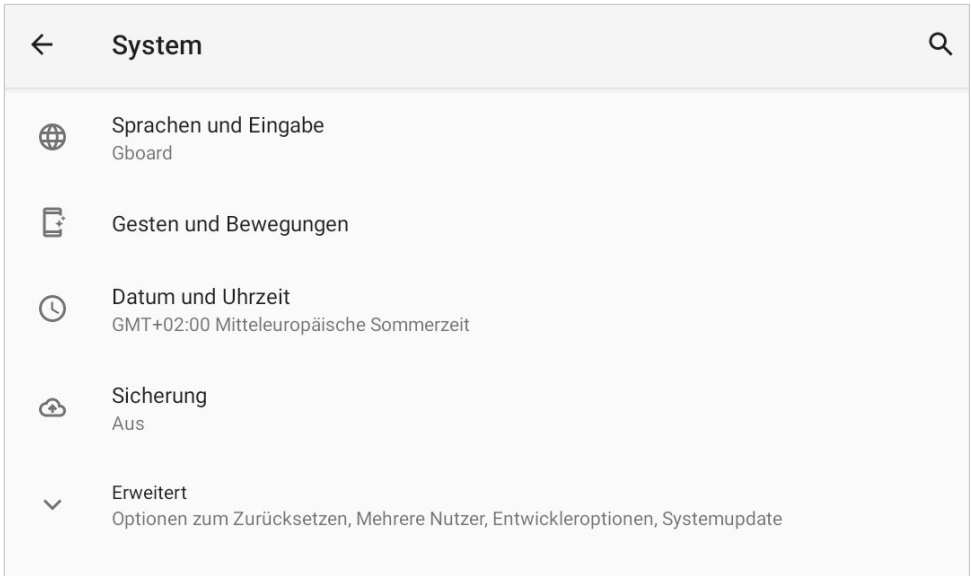 System
Sprachen und Eingabe
Gboard
Gesten und Bewegungen
Datum und Uhrzeit
GMT+02:00 Mitteleuropäische Sommerzeit
Sicherung
Aus
Erweitert
Optionen zum Zurücksetzen, Mehrere Nutzer, Entwickleroptionen, Systemupdate